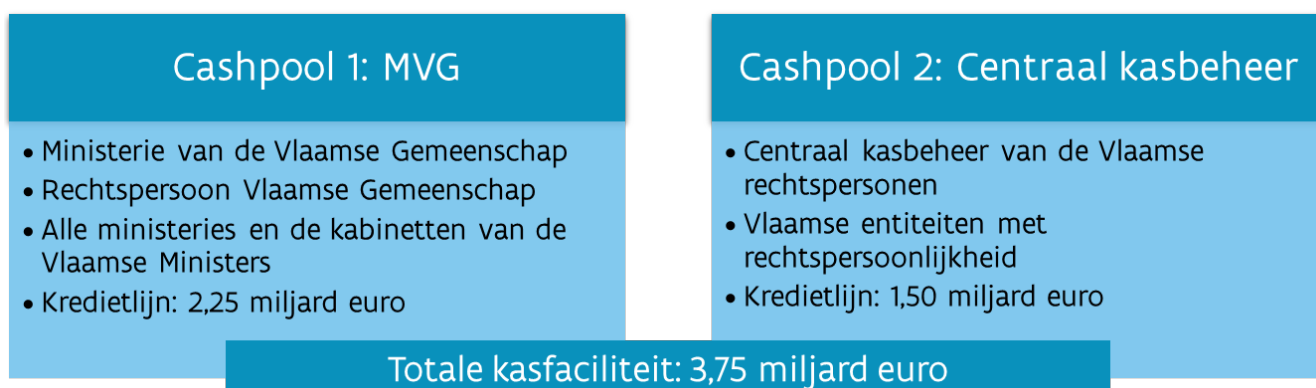 Cashpool 1: MVG
• Ministerie van de Vlaamse Gemeenschap
• Rechtspersoon Vlaamse Gemeenschap
• Alle ministeries en de kabinetten van de
Vlaamse Ministers
• Kredietlijn: 2,25 miljard euro
Cashpool 2: Centraal kasbeheer
• Centraal kasbeheer van de Vlaamse
rechtspersonen
• Vlaamse entiteiten met
rechtspersoonlijkheid
• Kredietlijn: 1,50 miljard euro
Totale kasfaciliteit: 3,75 miljard euro